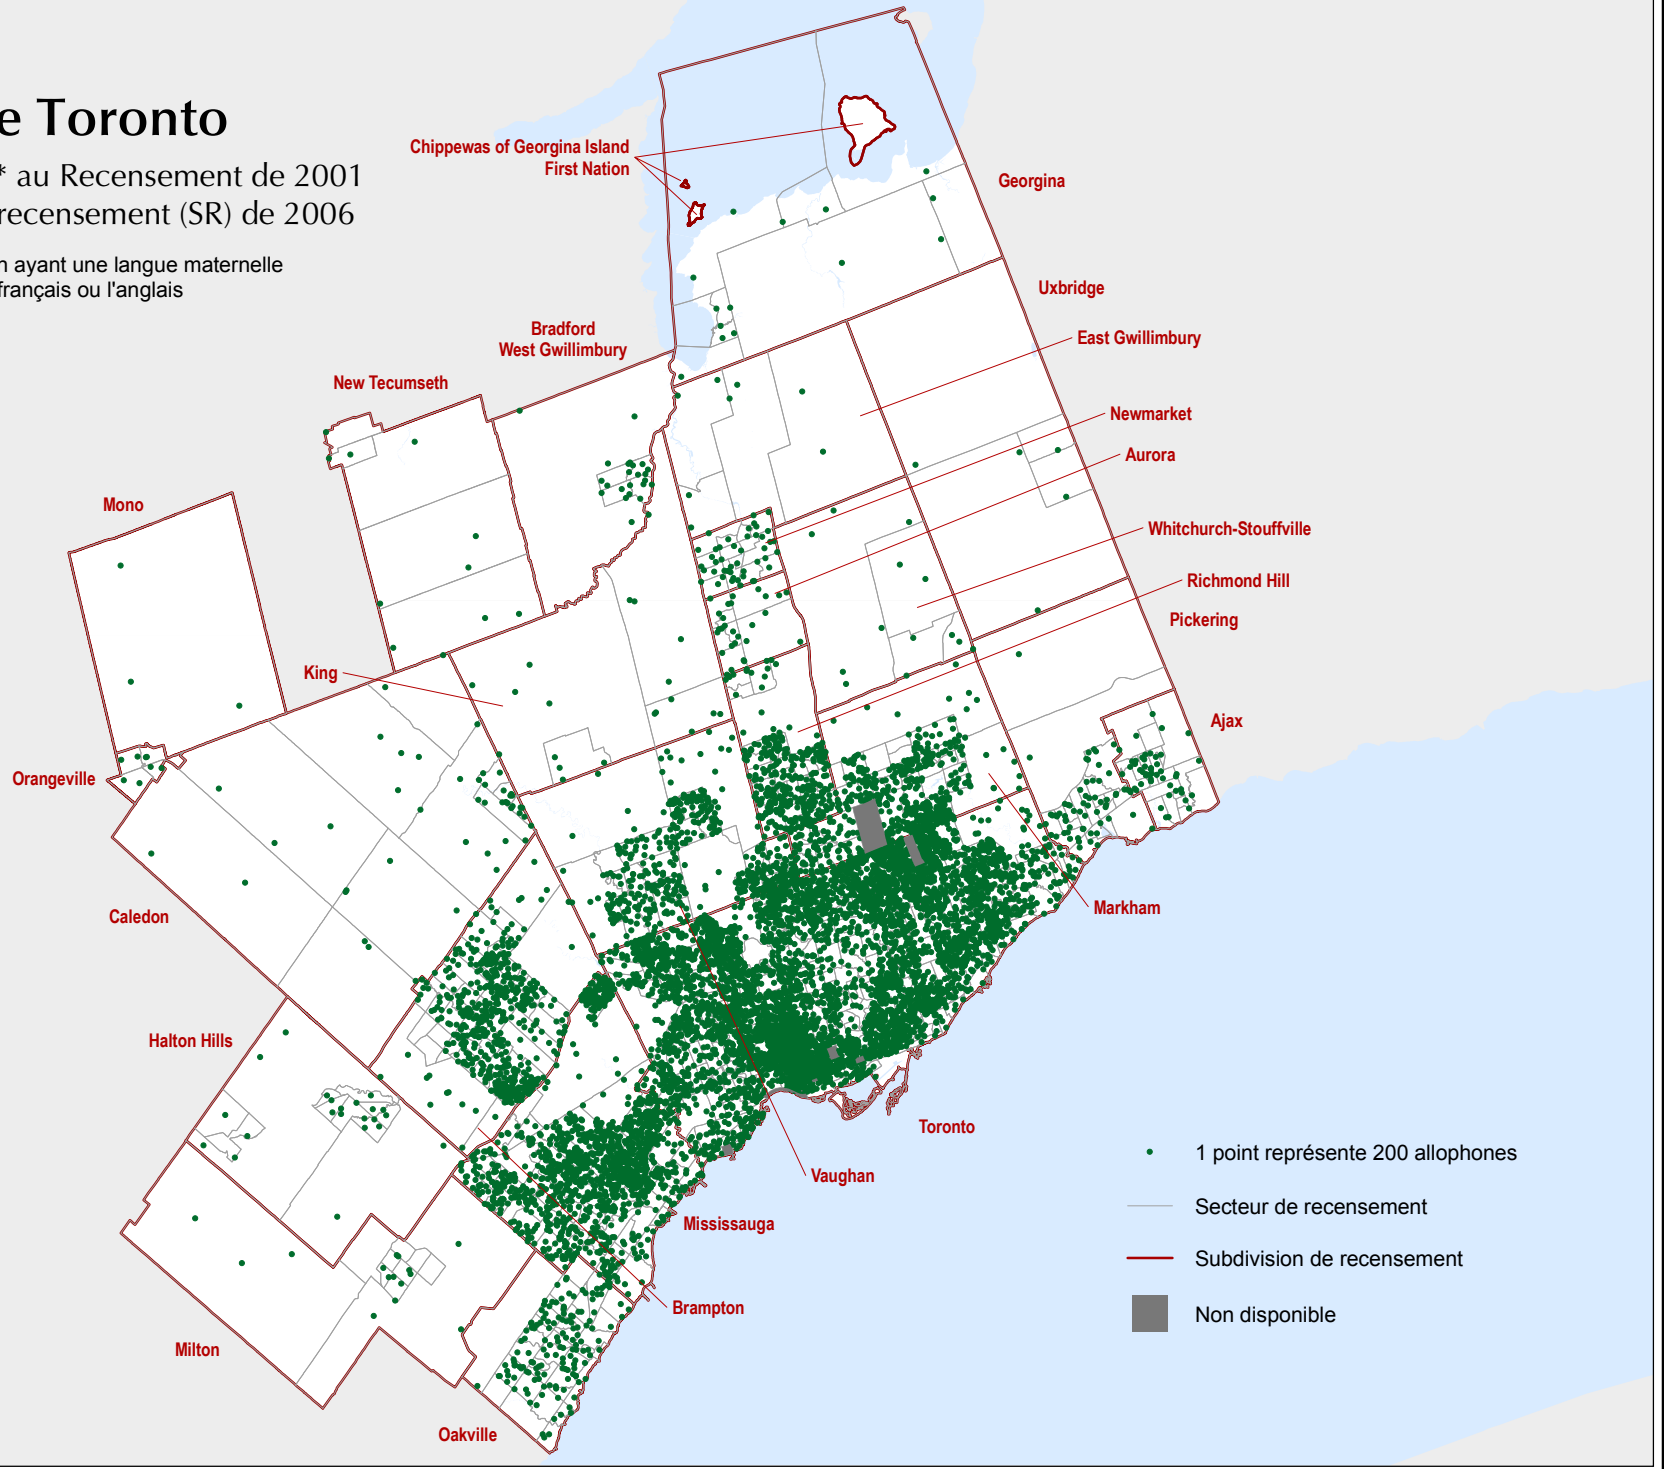 e Toronto
* au Recensement de 2001
recensement (SR) de 2006
n ayant une langue maternelle
français ou l'anglais
Chippewas of Georgina Island
First Nation
Georgina
Uxbridge
Bradford
West Gwillimbury
East Gwillimbury
New Tecumseth
Newmarket
Aurora
Mono
Whitchurch-Stouffville
Richmond Hill
Pickering
King
Ajax
Orangeville
Caledon
Markham
Halton Hills
Toronto
Vaughan
Mississauga
Brampton
Milton
Oakville
1 point représente 200 allophones
Secteur de recensement
Subdivision de recensement
Non disponible